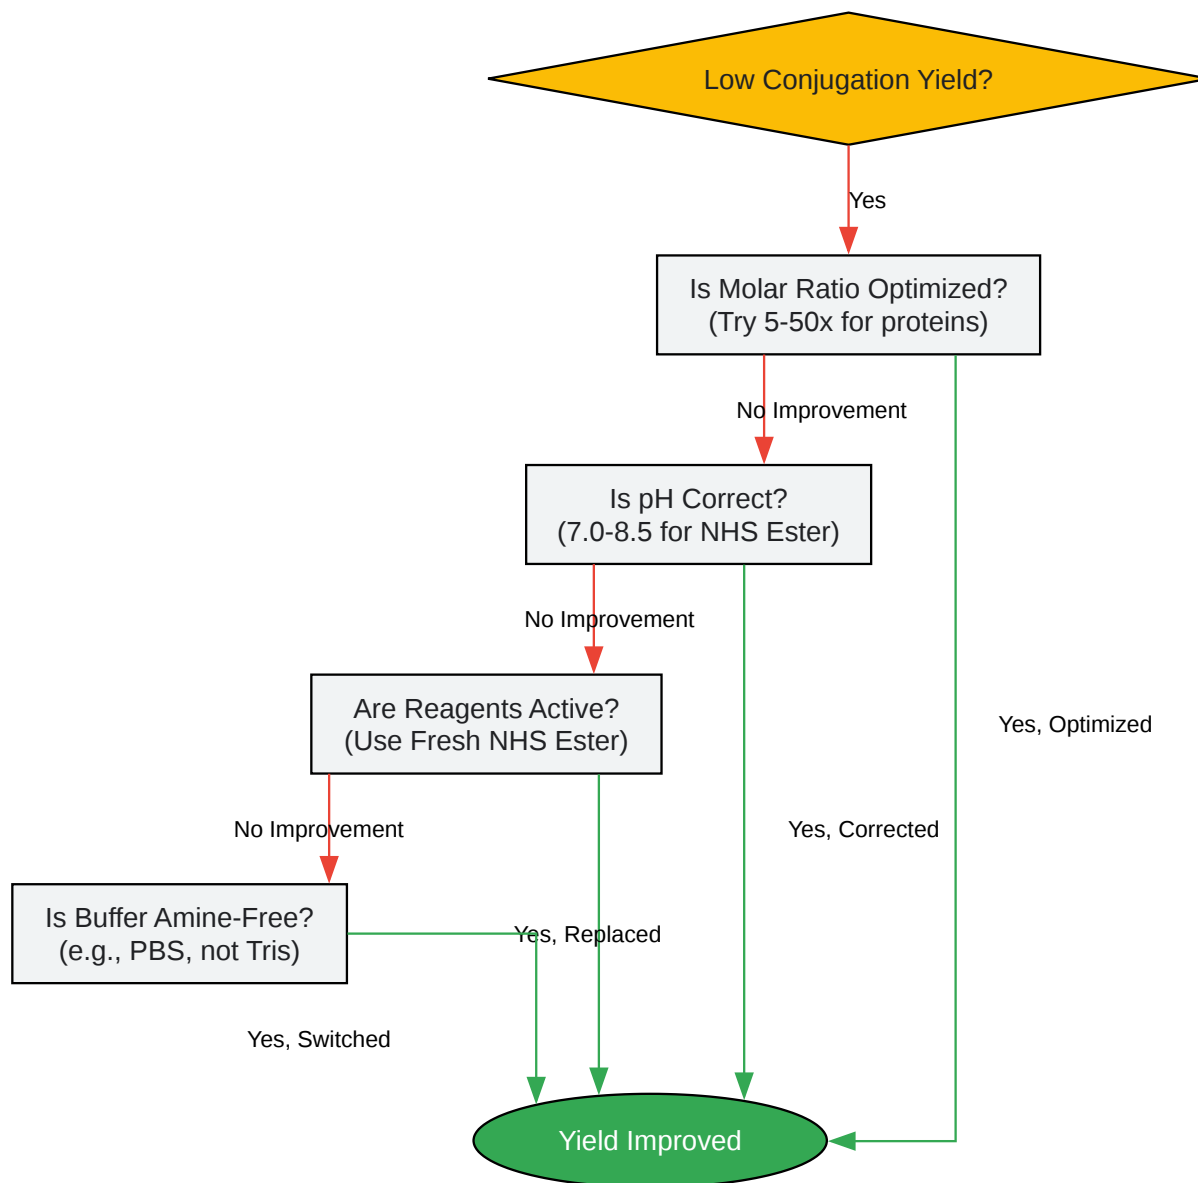 Low Conjugation Yield?
Yes
Is Molar Ratio Optimized?
(Try 5-50x for proteins)
No Improvement
Is pH Correct?
(7.0-8.5 for NHS Ester)
No Improvement
Are Reagents Active?
(Use Fresh NHS Ester)
Yes, Optimized
No Improvement
Yes, Corrected
Is Buffer Amine-Free?
(e.g., PBS, not Tris)
Yes, Replaced
Yes, Switched
Yield Improved